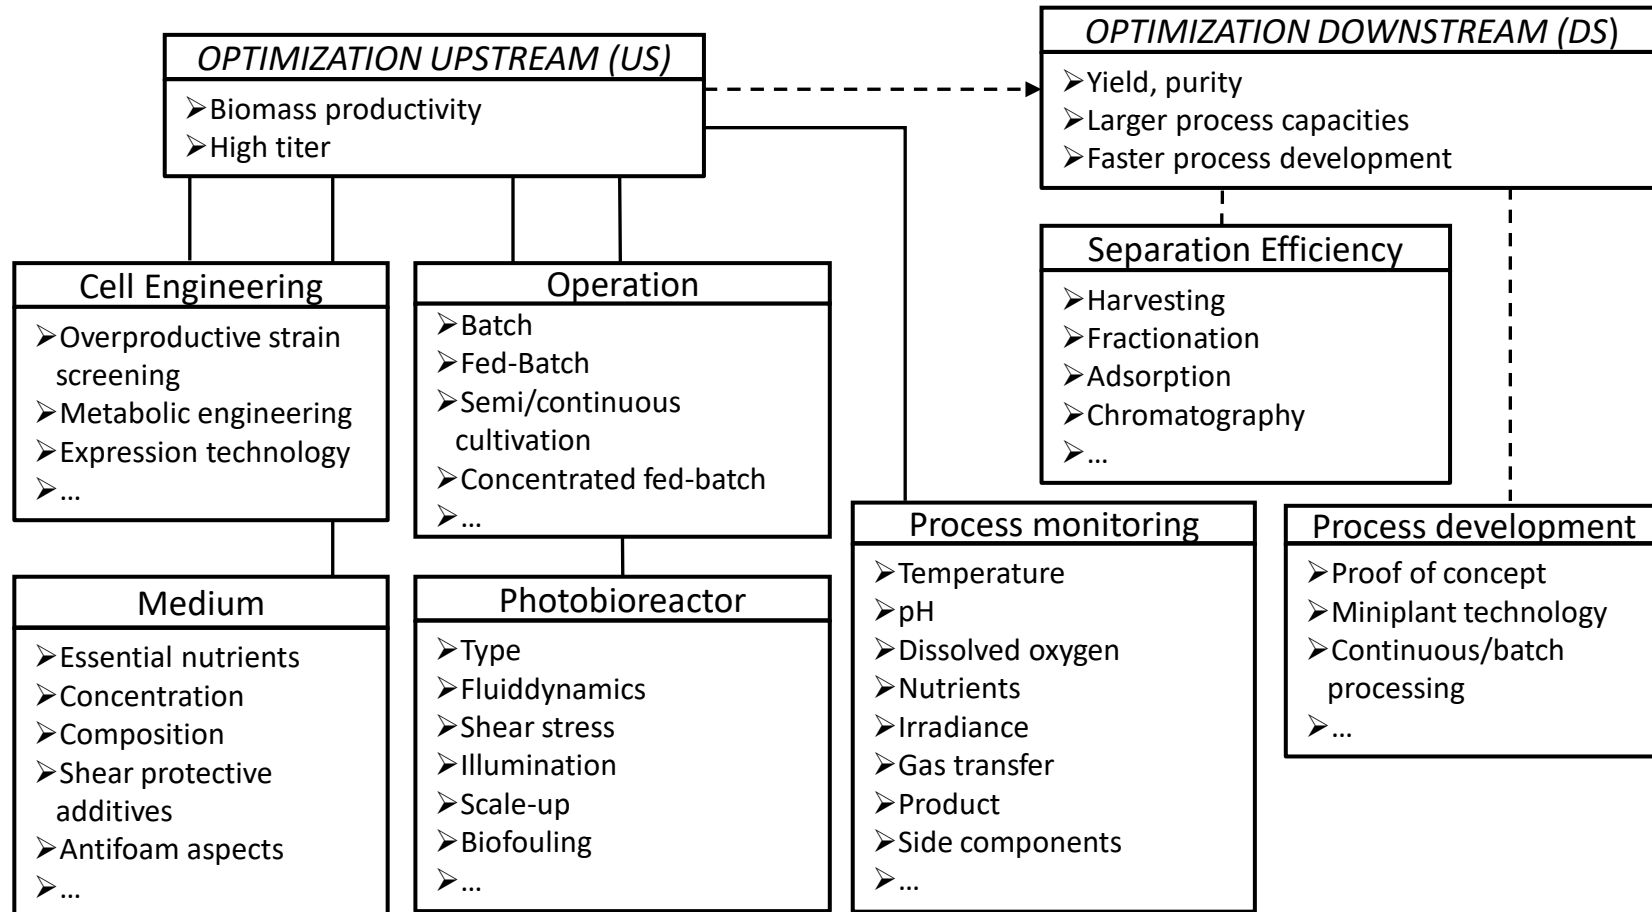 OPTIMIZATION UPSTREAM (US)
➢Biomass productivity
➢High titer
OPTIMIZATION DOWNSTREAM (DS)
➢Yield, purity
➢Larger process capacities
➢Faster process development
Cell Engineering
➢Overproductive strain
screening
➢Metabolic engineering
➢Expression technology
➢...
Operation
➢Batch
➢Fed-Batch
➢Semi/continuous
cultivation
➢Concentrated fed-batch
➢...
Separation Efficiency
➢Harvesting
➢Fractionation
➢Adsorption
➢Chromatography
➢...
Medium
➢Essential nutrients
➢Concentration
➢Composition
➢Shear protective
additives
➢Antifoam aspects
➢...
Photobioreactor
➢Type
➢Fluiddynamics
➢Shear stress
➢Illumination
➢Scale-up
➢Biofouling
➢...
Process monitoring
➢Temperature
➢pH
➢Dissolved oxygen
➢Nutrients
➢Irradiance
➢Gas transfer
➢Product
➢Side components
➢...
Process development
➢Proof of concept
➢Miniplant technology
➢Continuous/batch
processing
➢...